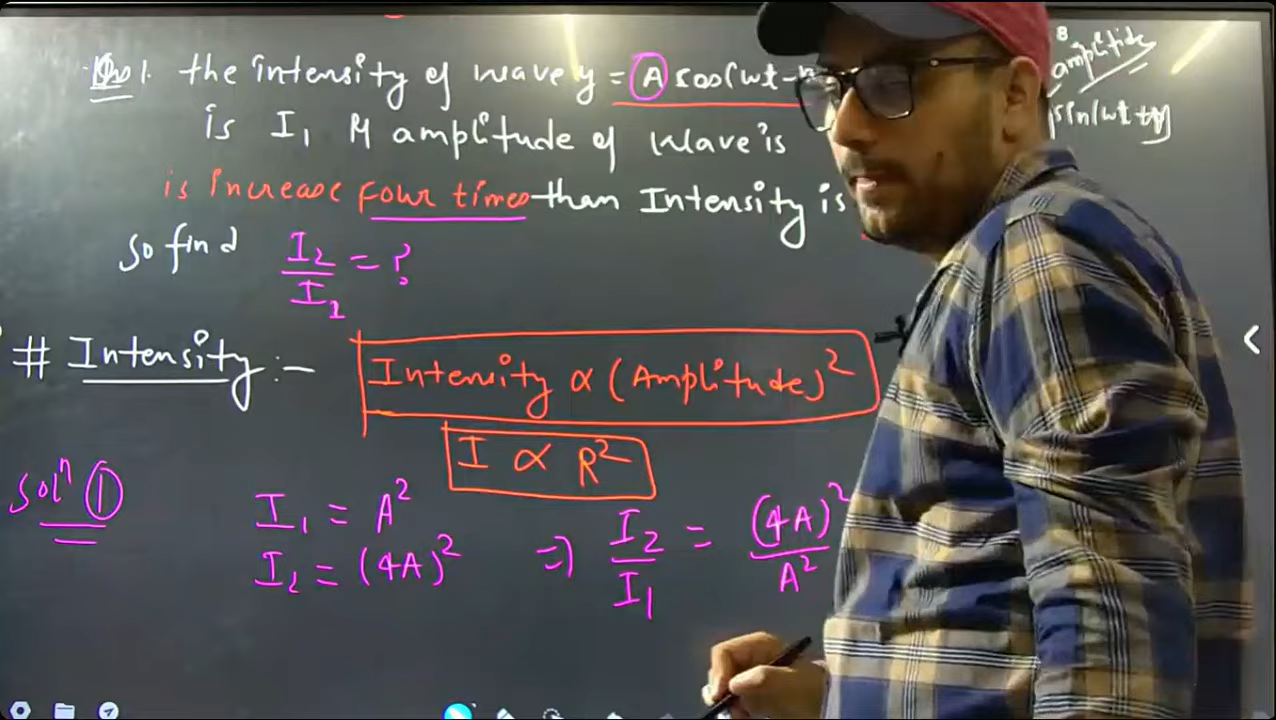 Qu 1. the intensity of wave y = A cos(wt -
is I₁ If amplitude of wave is
is increase four times than Intensity is
so find I₂/I₁ = ?
amplitude
sin(wt +
# Intensity :-
Intensity ∝ (Amplitude)²
I ∝ R²
Solⁿ ①
I₁ = A²
I₂ = (4A)²
=> I₂/I₁ = (4A)²/A²